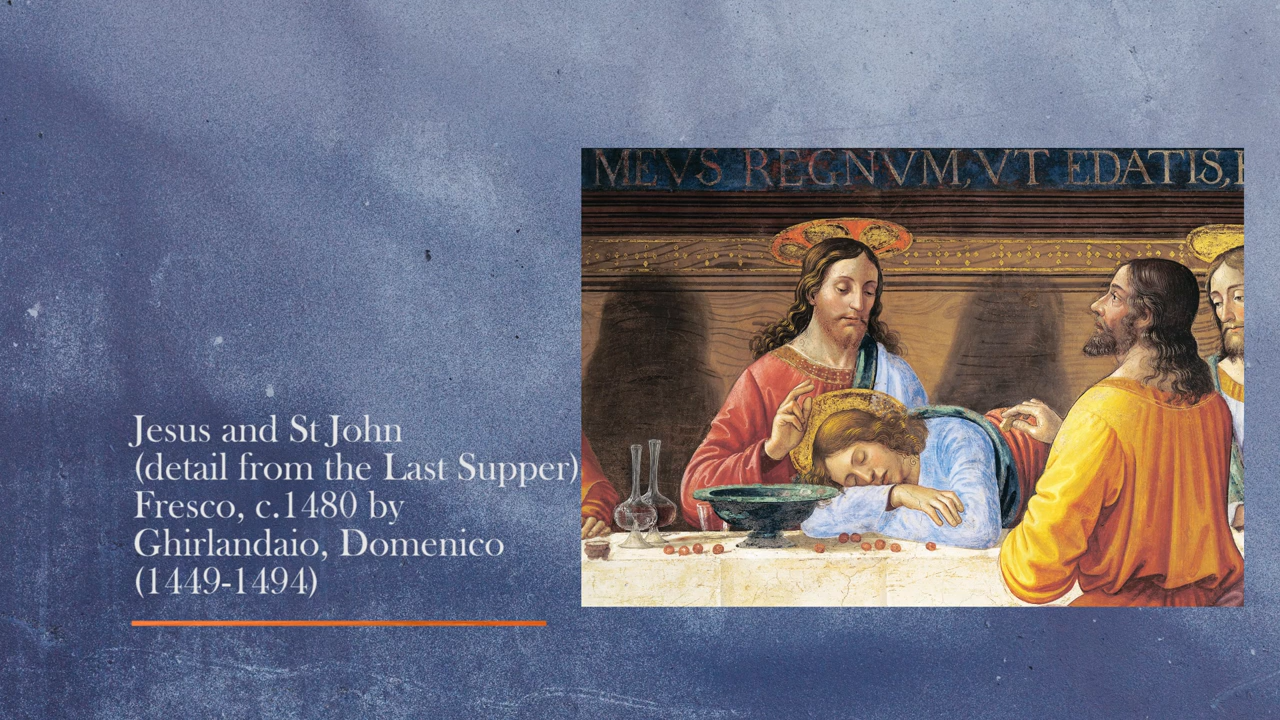 MEVS REGNVM, VT EDATIS,
Jesus and St John
(detail from the Last Supper)
Fresco, c.1480 by
Ghirlandaio, Domenico
(1449-1494)